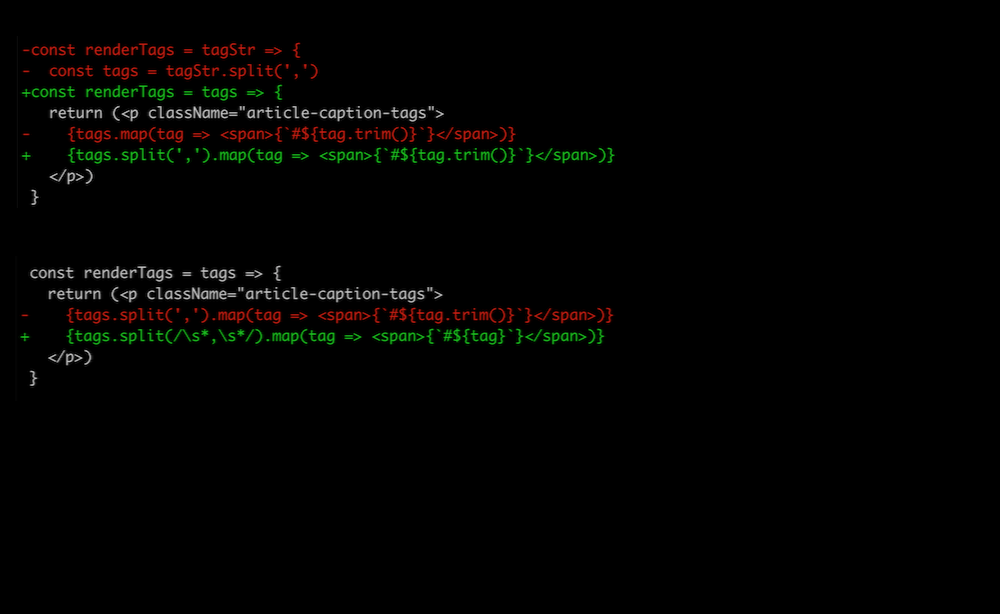 -const renderTags = tagStr => {
-  const tags = tagStr.split(',')
+const renderTags = tags => {
   return (<p className="article-caption-tags">
-    {tags.map(tag => <span>{`#${tag.trim()}`}</span>)}
+    {tags.split(',').map(tag => <span>{`#${tag.trim()}`}</span>)}
   </p>)
 }
 const renderTags = tags => {
   return (<p className="article-caption-tags">
-    {tags.split(',').map(tag => <span>{`#${tag.trim()}`}</span>)}
+    {tags.split(/\s*,\s*/).map(tag => <span>{`#${tag}`}</span>)}
   </p>)
 }